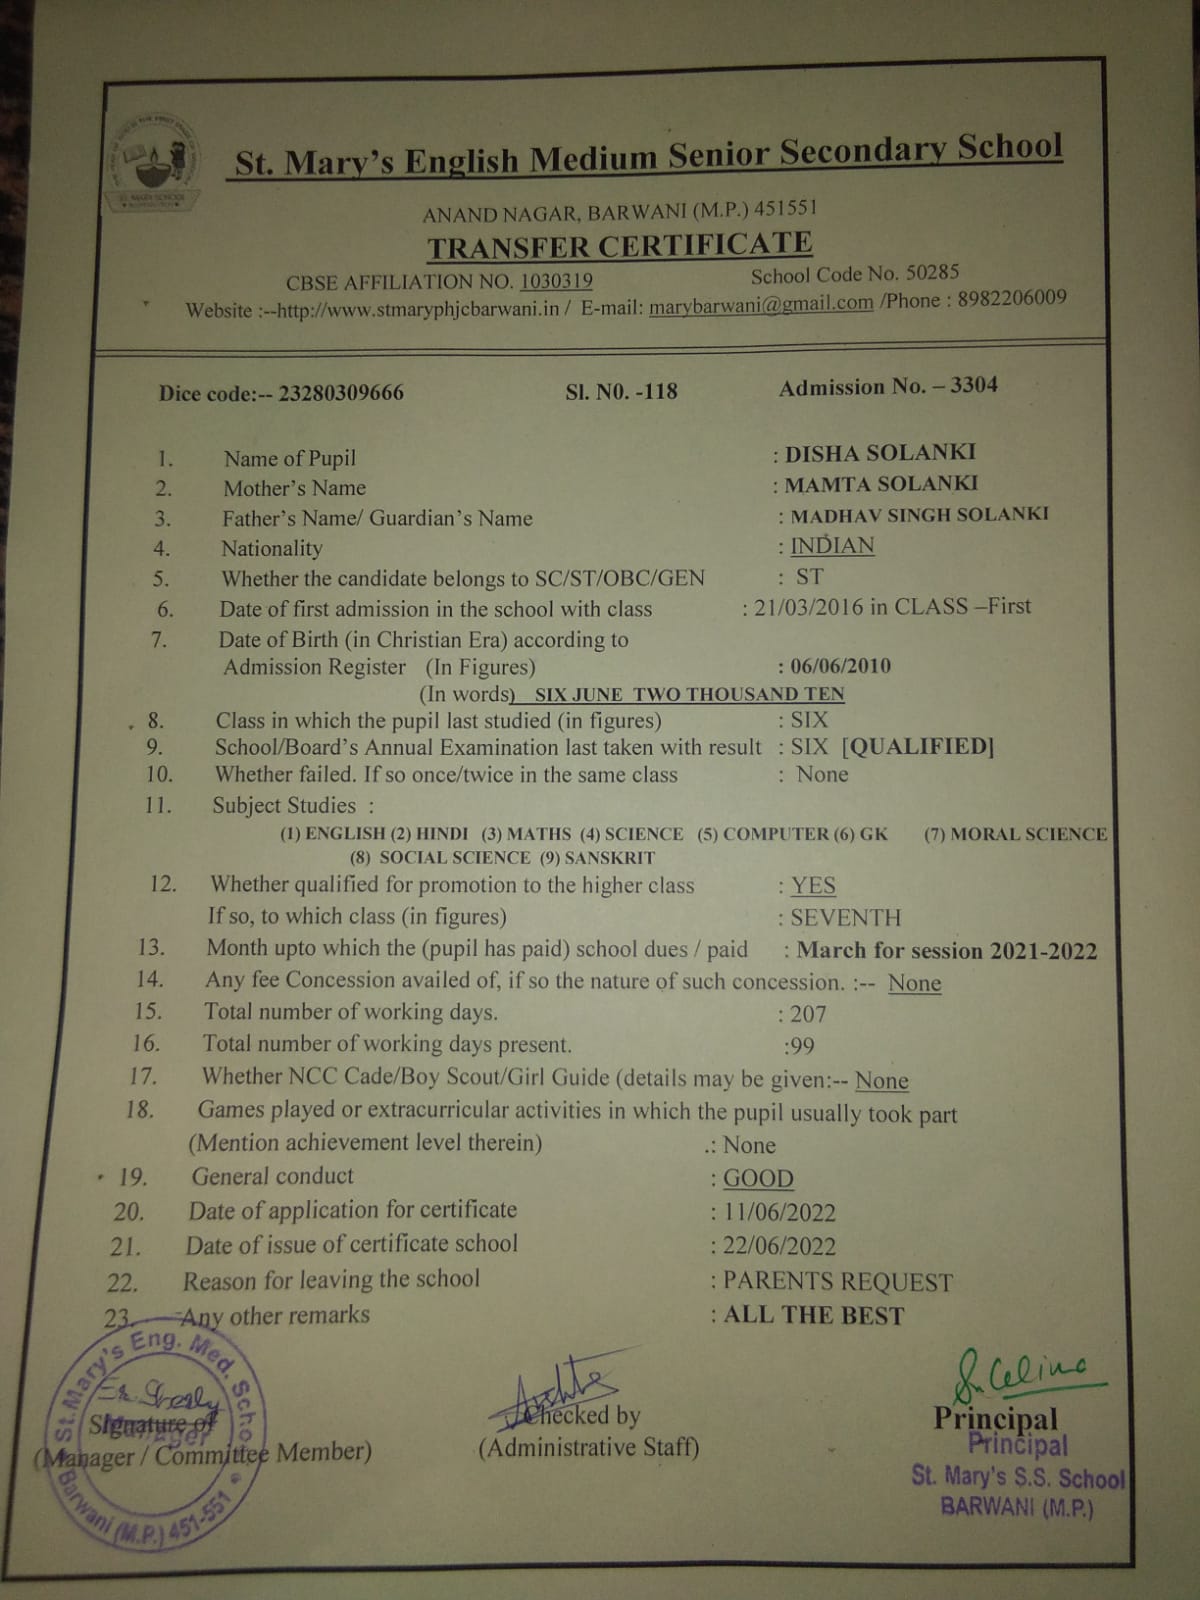 St. Mary's English Medium Senior Secondary School
ANAND NAGAR, BARWANI (M.P.) 451551
TRANSFER CERTIFICATE
CBSE AFFILIATION NO. 1030319 School Code No. 50285
Website :--http://www.stmaryphjcbarwani.in / E-mail: marybarwani@gmail.com /Phone : 8982206009
Dice code:-- 23280309666 Sl. N0. -118 Admission No. – 3304
1. Name of Pupil : DISHA SOLANKI
2. Mother's Name : MAMTA SOLANKI
3. Father's Name/ Guardian's Name : MADHAV SINGH SOLANKI
4. Nationality : INDIAN
5. Whether the candidate belongs to SC/ST/OBC/GEN : ST
6. Date of first admission in the school with class : 21/03/2016 in CLASS –First
7. Date of Birth (in Christian Era) according to
Admission Register (In Figures) : 06/06/2010
(In words) SIX JUNE TWO THOUSAND TEN
8. Class in which the pupil last studied (in figures) : SIX
9. School/Board's Annual Examination last taken with result : SIX [QUALIFIED]
10. Whether failed. If so once/twice in the same class : None
11. Subject Studies :
(1) ENGLISH (2) HINDI (3) MATHS (4) SCIENCE (5) COMPUTER (6) GK (7) MORAL SCIENCE
(8) SOCIAL SCIENCE (9) SANSKRIT
12. Whether qualified for promotion to the higher class : YES
If so, to which class (in figures) : SEVENTH
13. Month upto which the (pupil has paid) school dues / paid : March for session 2021-2022
14. Any fee Concession availed of, if so the nature of such concession. :-- None
15. Total number of working days. : 207
16. Total number of working days present. :99
17. Whether NCC Cade/Boy Scout/Girl Guide (details may be given:-- None
18. Games played or extracurricular activities in which the pupil usually took part
(Mention achievement level therein) .: None
19. General conduct : GOOD
20. Date of application for certificate : 11/06/2022
21. Date of issue of certificate school : 22/06/2022
22. Reason for leaving the school : PARENTS REQUEST
23. Any other remarks : ALL THE BEST
St. Mary's Eng. Med. School
Barwani (M.P.) 451-551
Manager
Signature of
(Manager / Committee Member)
Checked by
(Administrative Staff)
Sr. Celina
Principal
Principal
St. Mary's S.S. School
BARWANI (M.P.)